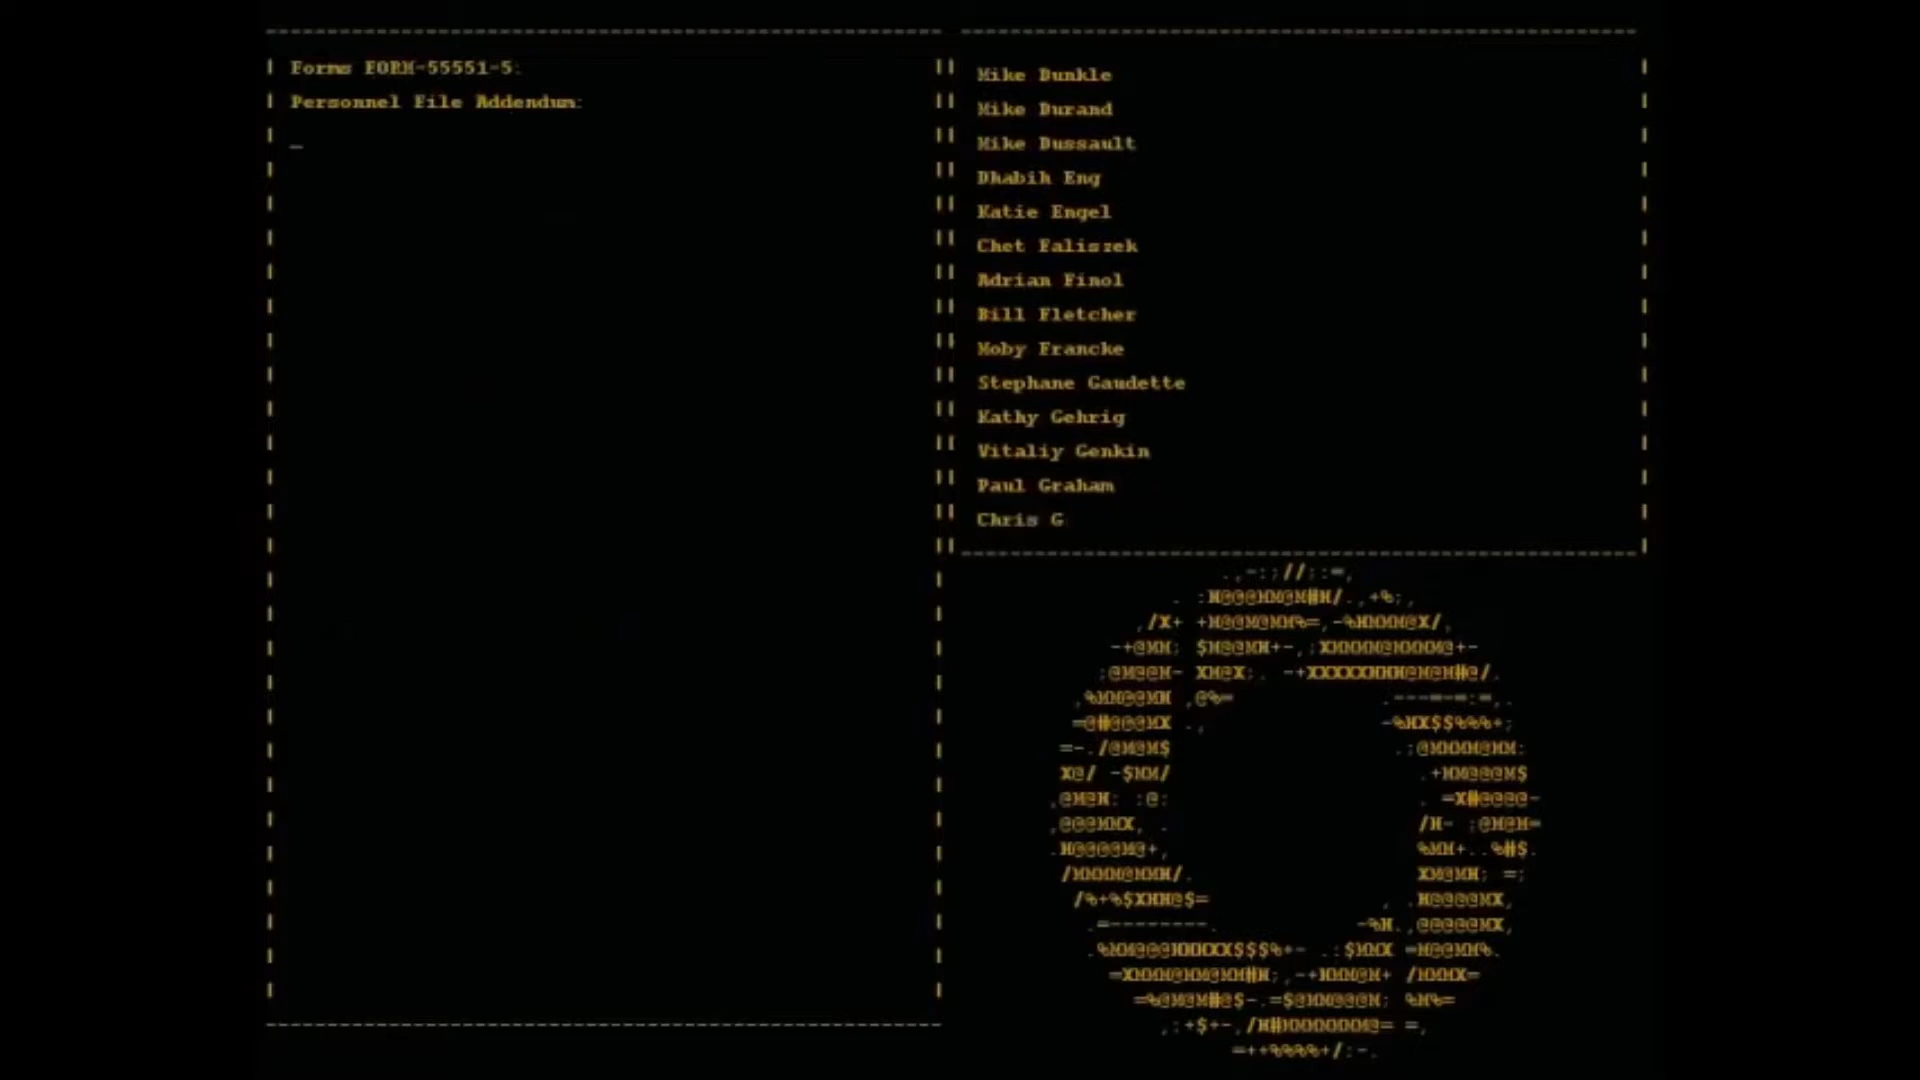 Forms FORM-55551-5:
Personnel File Addendum:
_
Mike Dunkle
Mike Durand
Mike Dussault
Dhabih Eng
Katie Engel
Chet Faliszek
Adrian Finol
Bill Fletcher
Moby Francke
Stephane Gaudette
Kathy Gehrig
Vitaliy Genkin
Paul Graham
Chris G